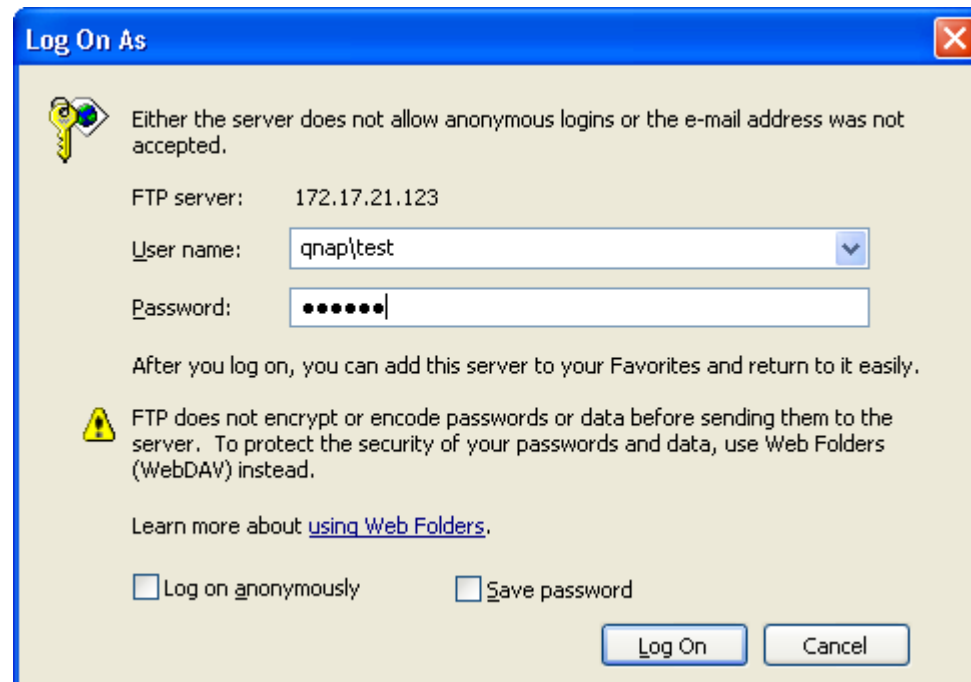 Log On As
Either the server does not allow anonymous logins or the e-mail address was not
accepted.
FTP server: 172.17.21.123
User name: qnap\test
Password: ●●●●●●
After you log on, you can add this server to your Favorites and return to it easily.
FTP does not encrypt or encode passwords or data before sending them to the
server. To protect the security of your passwords and data, use Web Folders
(WebDAV) instead.
Learn more about using Web Folders.
Log on anonymously Save password
Log On Cancel